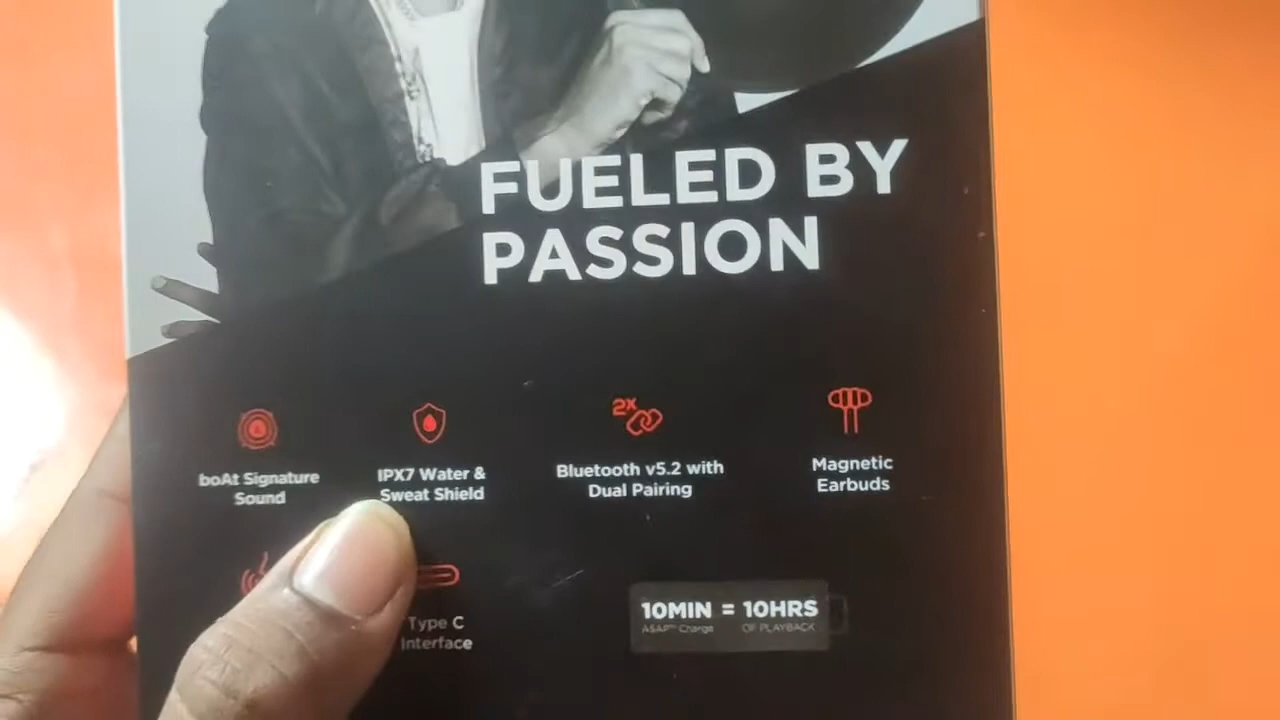 FUELED BY
PASSION
2X
boAt Signature
Sound
IPX7 Water &
Sweat Shield
Bluetooth v5.2 with
Dual Pairing
Magnetic
Earbuds
Type C
Interface
10MIN = 10HRS
ASAP™ Charge OF PLAYBACK